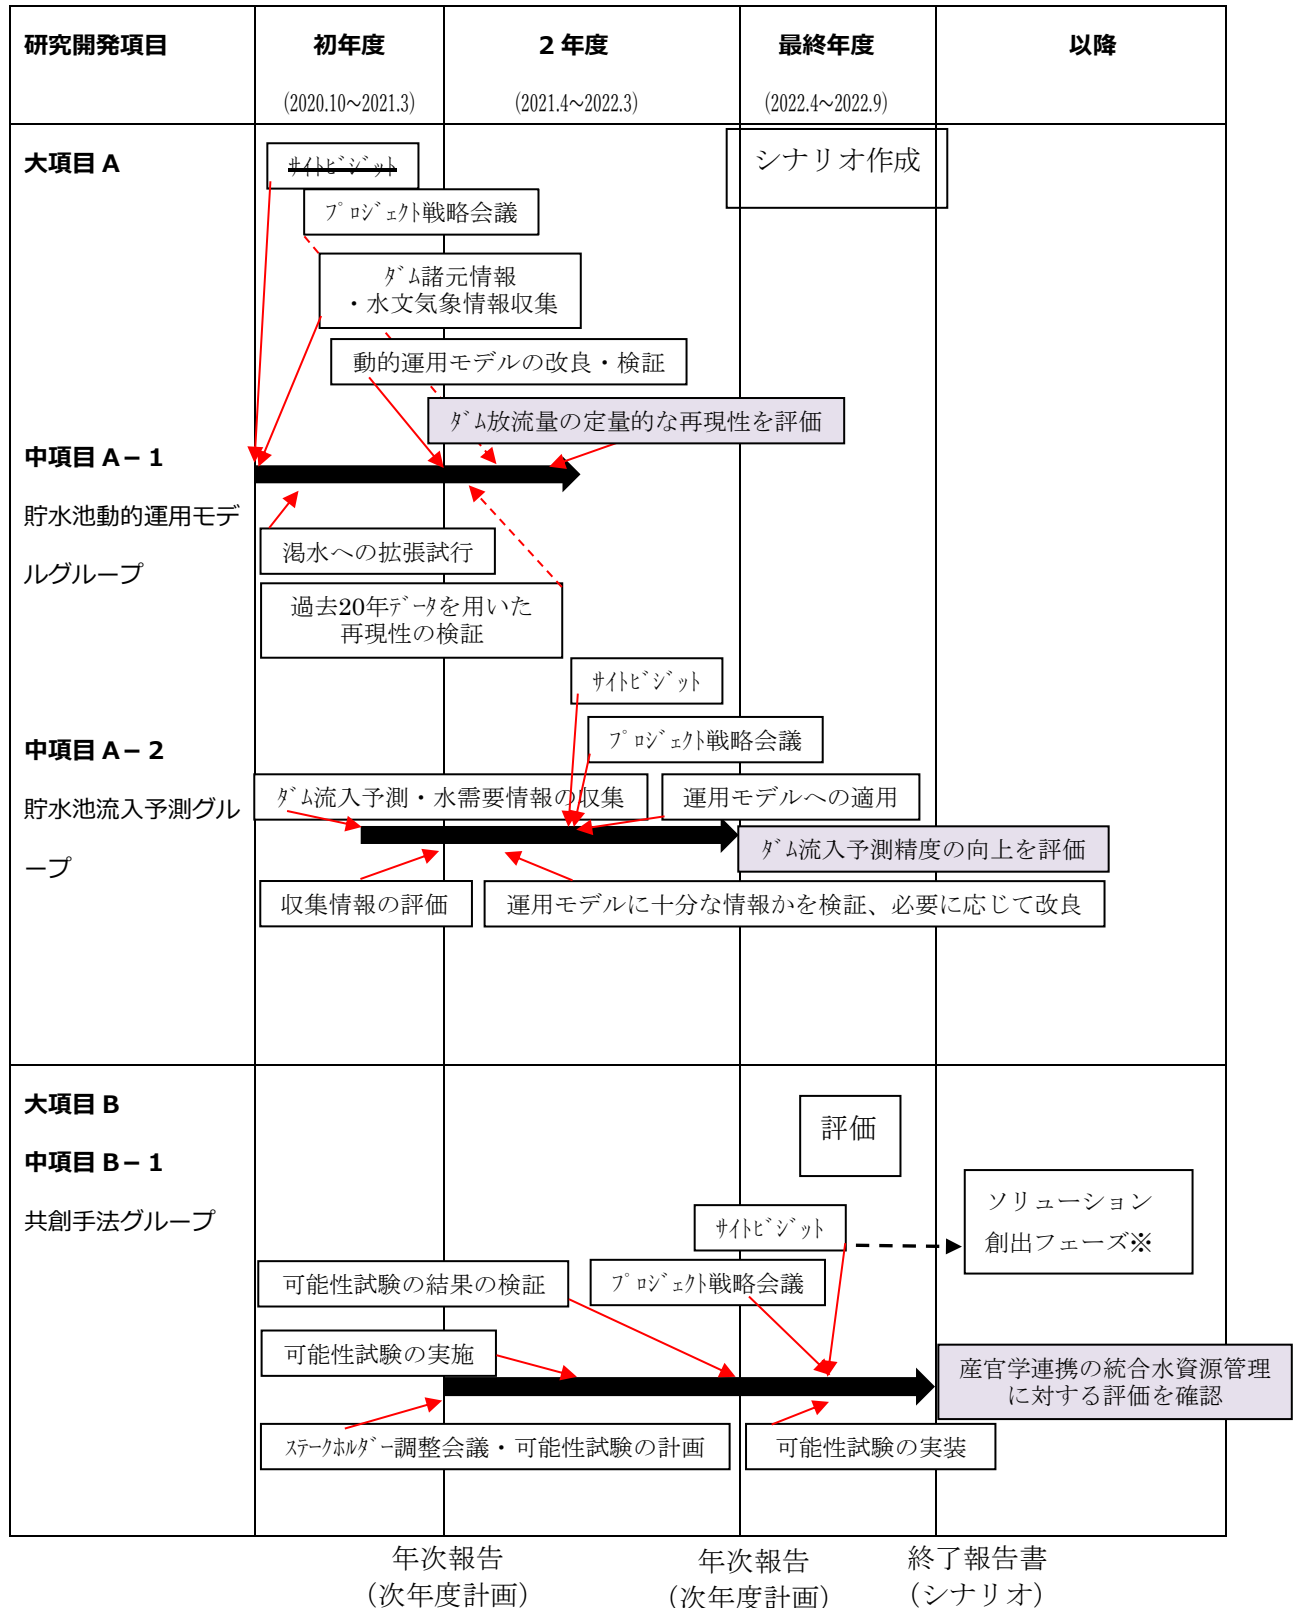 研究開発項目
初年度
2年度
最終年度
以降
(2020.10~2021.3)
(2021.4~2022.3)
(2022.4~2022.9)
大項目 A
サイトビジット
シナリオ作成
プロジェクト戦略会議
ダム諸元情報
・水文気象情報収集
動的運用モデルの改良・検証
ダム放流量の定量的な再現性を評価
中項目 A-1
貯水池動的運用モデ
ルグループ
渇水への拡張試行
過去20年データを用いた
再現性の検証
サイトビジット
プロジェクト戦略会議
中項目 A-2
貯水池流入予測グル
ープ
ダム流入予測・水需要情報の収集
運用モデルへの適用
ダム流入予測精度の向上を評価
収集情報の評価
運用モデルに十分な情報かを検証、必要に応じて改良
大項目 B
中項目 B-1
共創手法グループ
評価
ソリューション
創出フェーズ※
サイトビジット
可能性試験の結果の検証
プロジェクト戦略会議
可能性試験の実施
産官学連携の統合水資源管理
に対する評価を確認
ステークホルダー調整会議・可能性試験の計画
可能性試験の実装
年次報告
(次年度計画)
年次報告
(次年度計画)
終了報告書
(シナリオ)